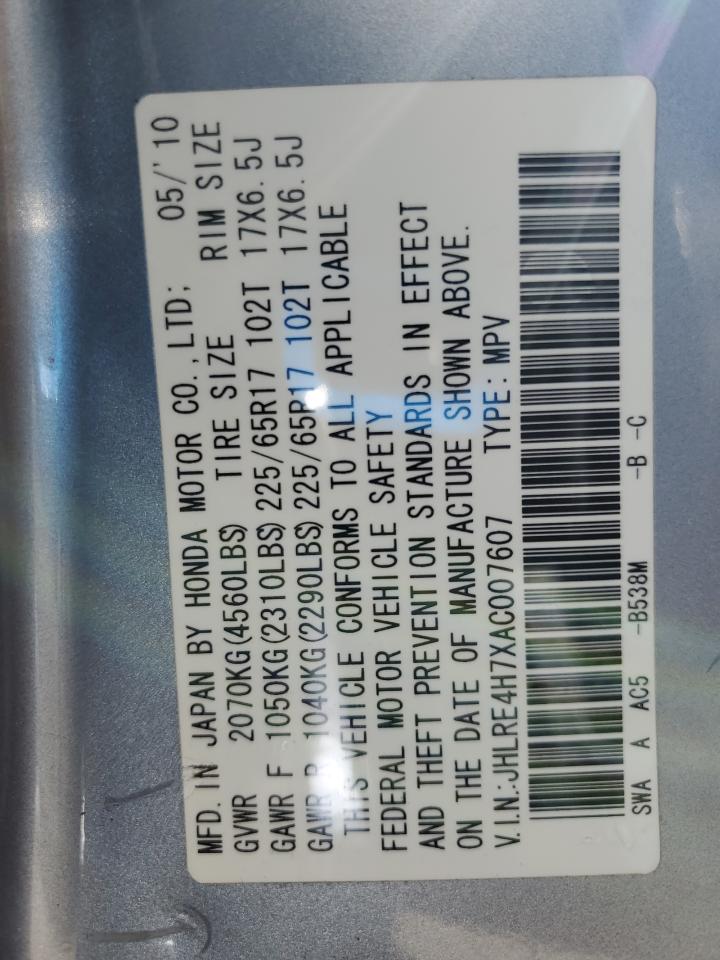 MFD. IN JAPAN BY HONDA MOTOR CO.,LTD; 05/'10
GVWR 2070KG(4560LBS) TIRE SIZE RIM SIZE
GAWR F 1050KG(2310LBS) 225/65R17 102T 17X6.5J
GAWR R 1040KG(2290LBS) 225/65R17 102T 17X6.5J
THIS VEHICLE CONFORMS TO ALL APPLICABLE
FEDERAL MOTOR VEHICLE SAFETY
AND THEFT PREVENTION STANDARDS IN EFFECT
ON THE DATE OF MANUFACTURE SHOWN ABOVE.
V.I.N.:JHLRE4H7XAC007607 TYPE:MPV
SWA A AC5 -B538M -B -C